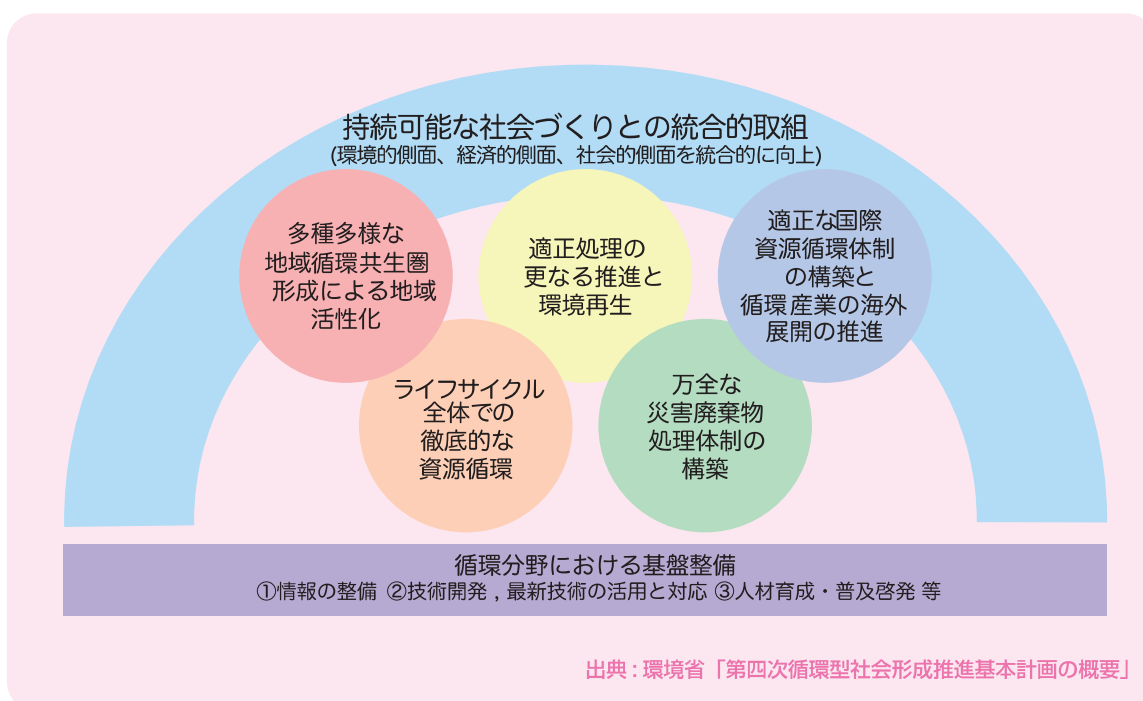 持続可能な社会づくりとの統合的取組
(環境的側面、経済的側面、社会的側面を統合的に向上)
多種多様な
地域循環共生圏
形成による地域
活性化
適正処理の
更なる推進と
環境再生
適正な国際
資源循環体制
の構築と
循環産業の海外
展開の推進
ライフサイクル
全体での
徹底的な
資源循環
万全な
災害廃棄物
処理体制の
構築
循環分野における基盤整備
①情報の整備 ②技術開発 , 最新技術の活用と対応 ③人材育成・普及啓発 等
出典 : 環境省「第四次循環型社会形成推進基本計画の概要」